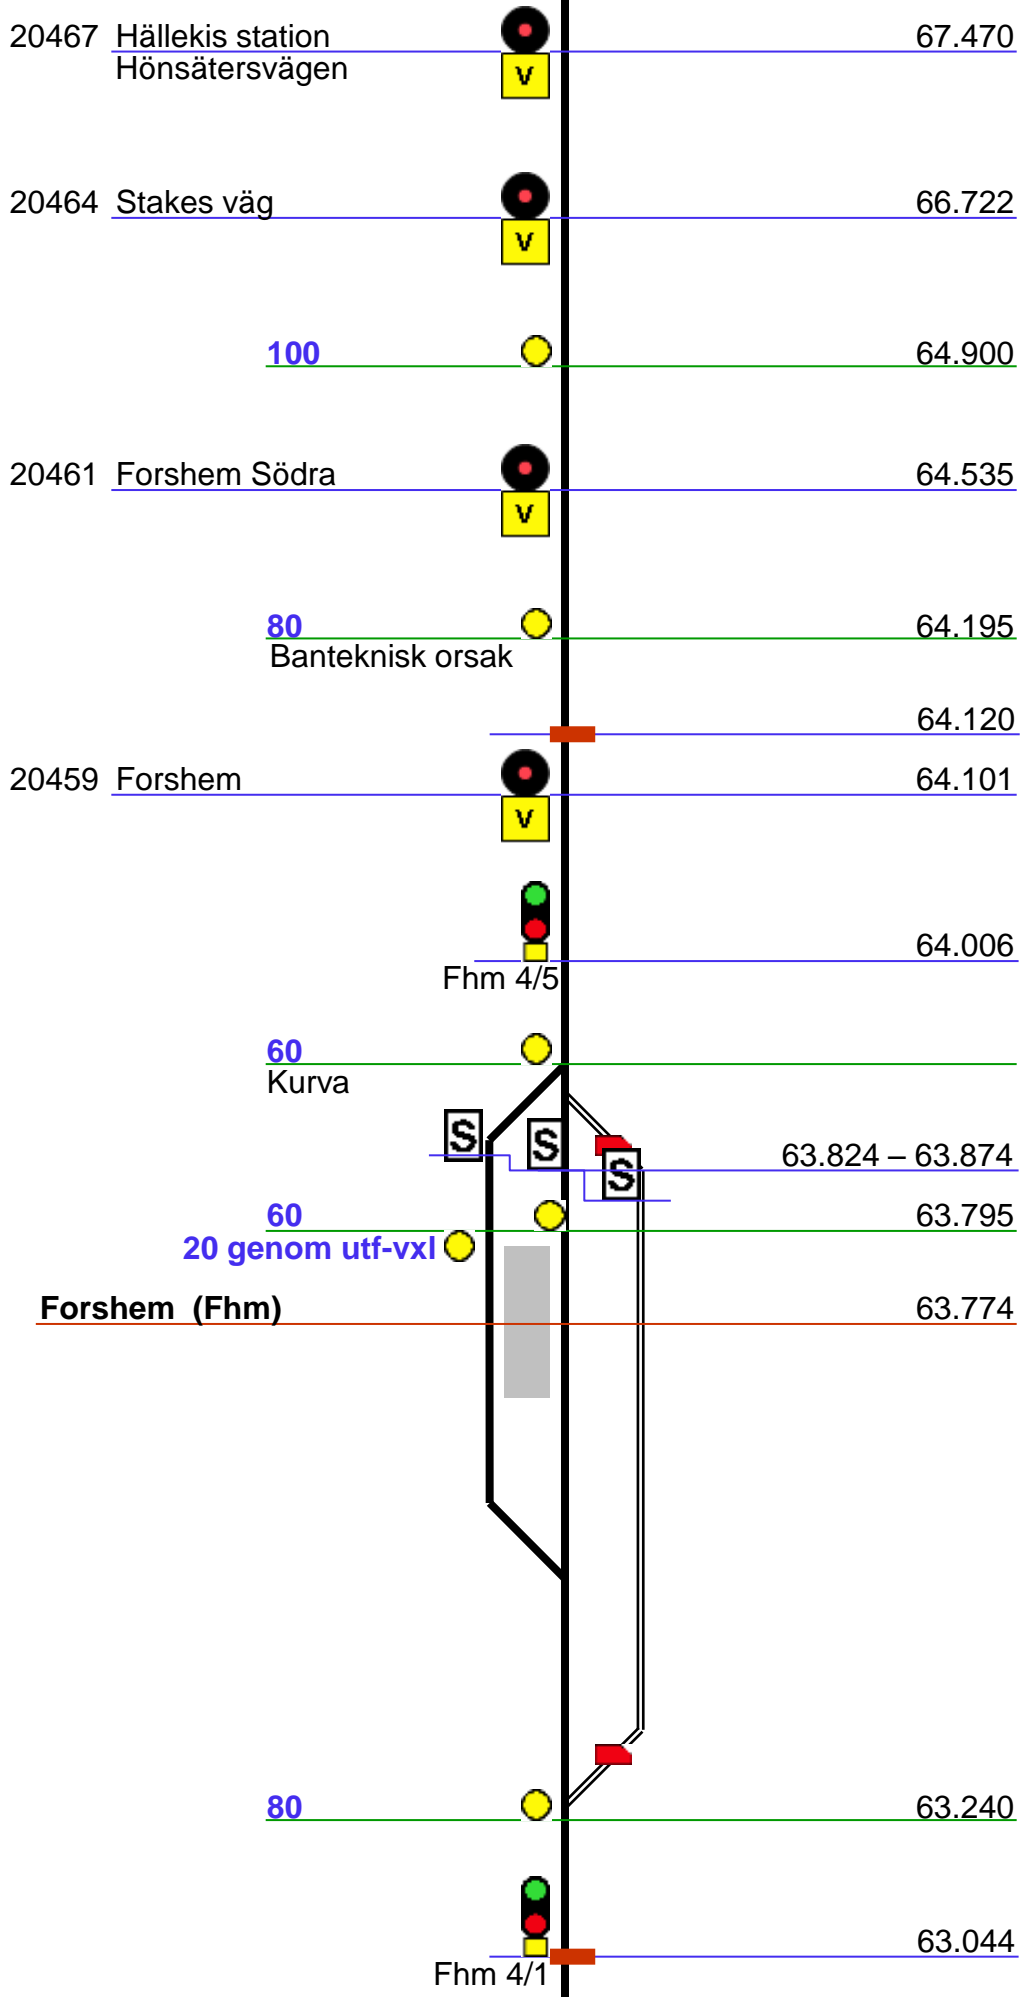 20467 Hällekis station 67.470
Hönsätersvägen
V
20464 Stakes väg 66.722
V
100 64.900
20461 Forshem Södra 64.535
V
80 64.195
Banteknisk orsak
64.120
20459 Forshem 64.101
V
64.006
Fhm 4/5
60
Kurva
S S S
63.824 – 63.874
60 63.795
20 genom utf-vxl
Forshem (Fhm) 63.774
80 63.240
63.044
Fhm 4/1